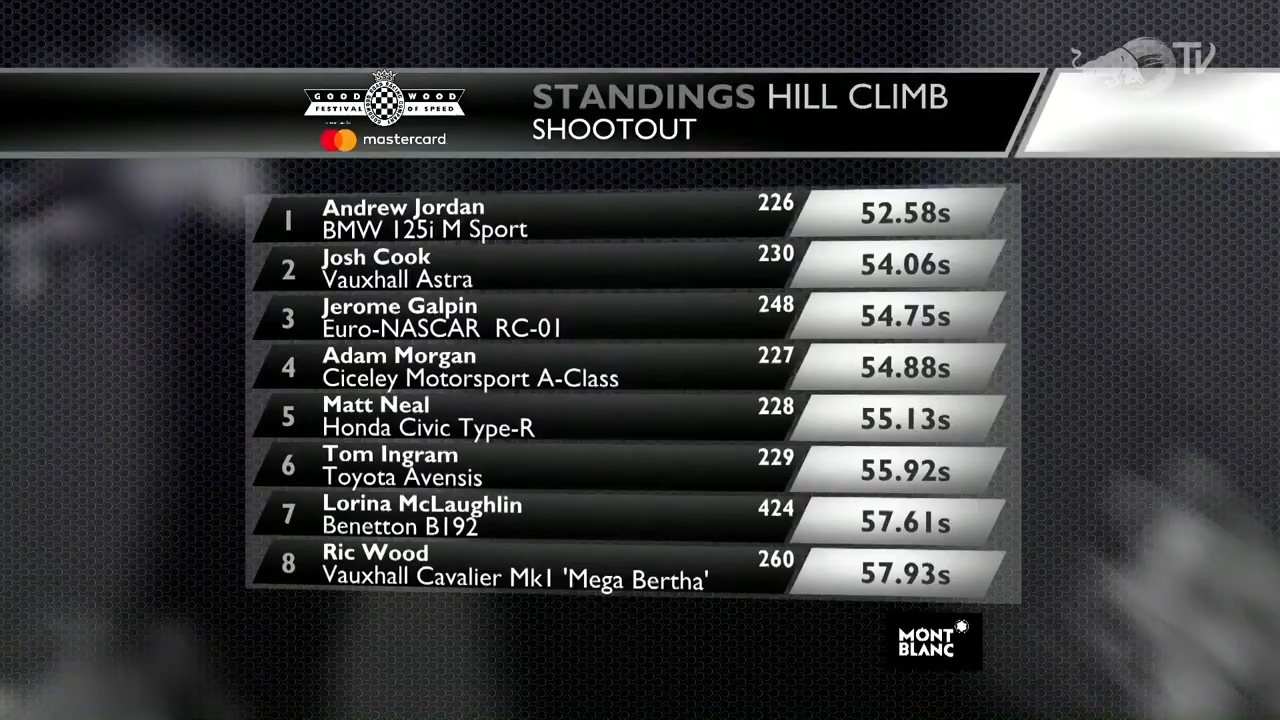 TV
GOOD WOOD
FESTIVAL OF SPEED
mastercard
STANDINGS HILL CLIMB
SHOOTOUT
1 Andrew Jordan 226 52.58s
BMW 125i M Sport
2 Josh Cook 230 54.06s
Vauxhall Astra
3 Jerome Galpin 248 54.75s
Euro-NASCAR RC-01
4 Adam Morgan 227 54.88s
Ciceley Motorsport A-Class
5 Matt Neal 228 55.13s
Honda Civic Type-R
6 Tom Ingram 229 55.92s
Toyota Avensis
7 Lorina McLaughlin 424 57.61s
Benetton B192
8 Ric Wood 260 57.93s
Vauxhall Cavalier Mk1 'Mega Bertha'
MONT
BLANC